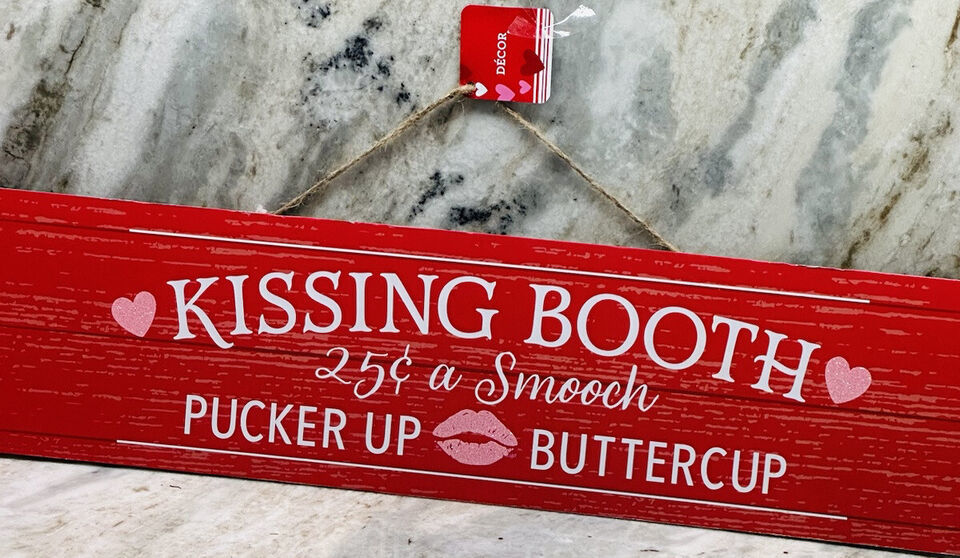 DÉCOR
KISSING BOOTH
25¢ a Smooch
PUCKER UP BUTTERCUP